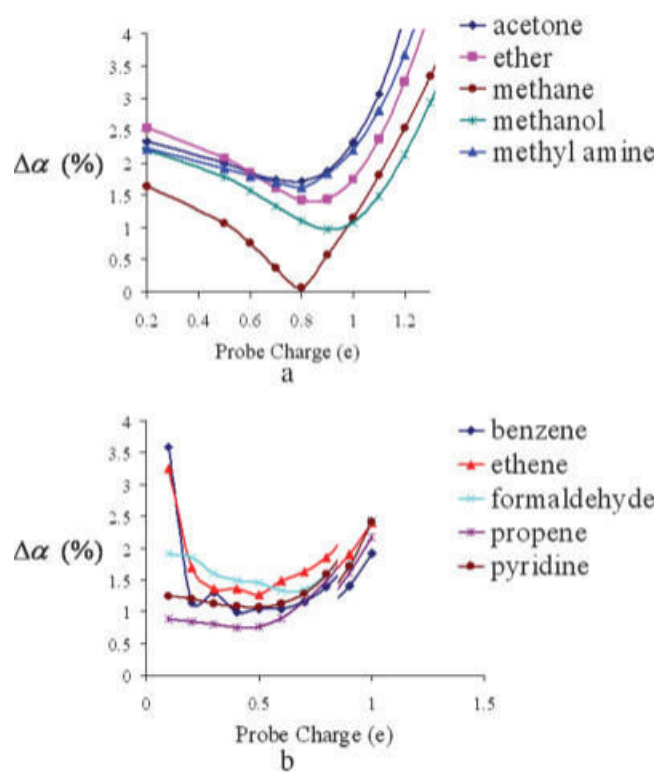 4
3.5
3
2.5
2
1.5
1
0.5
0
Δα (%)
0.2 0.4 0.6 0.8 1 1.2
Probe Charge (e)
a
acetone
ether
methane
methanol
methyl amine
4
3.5
3
2.5
2
1.5
1
0.5
0
Δα (%)
0 0.5 1 1.5
Probe Charge (e)
b
benzene
ethene
formaldehyde
propene
pyridine